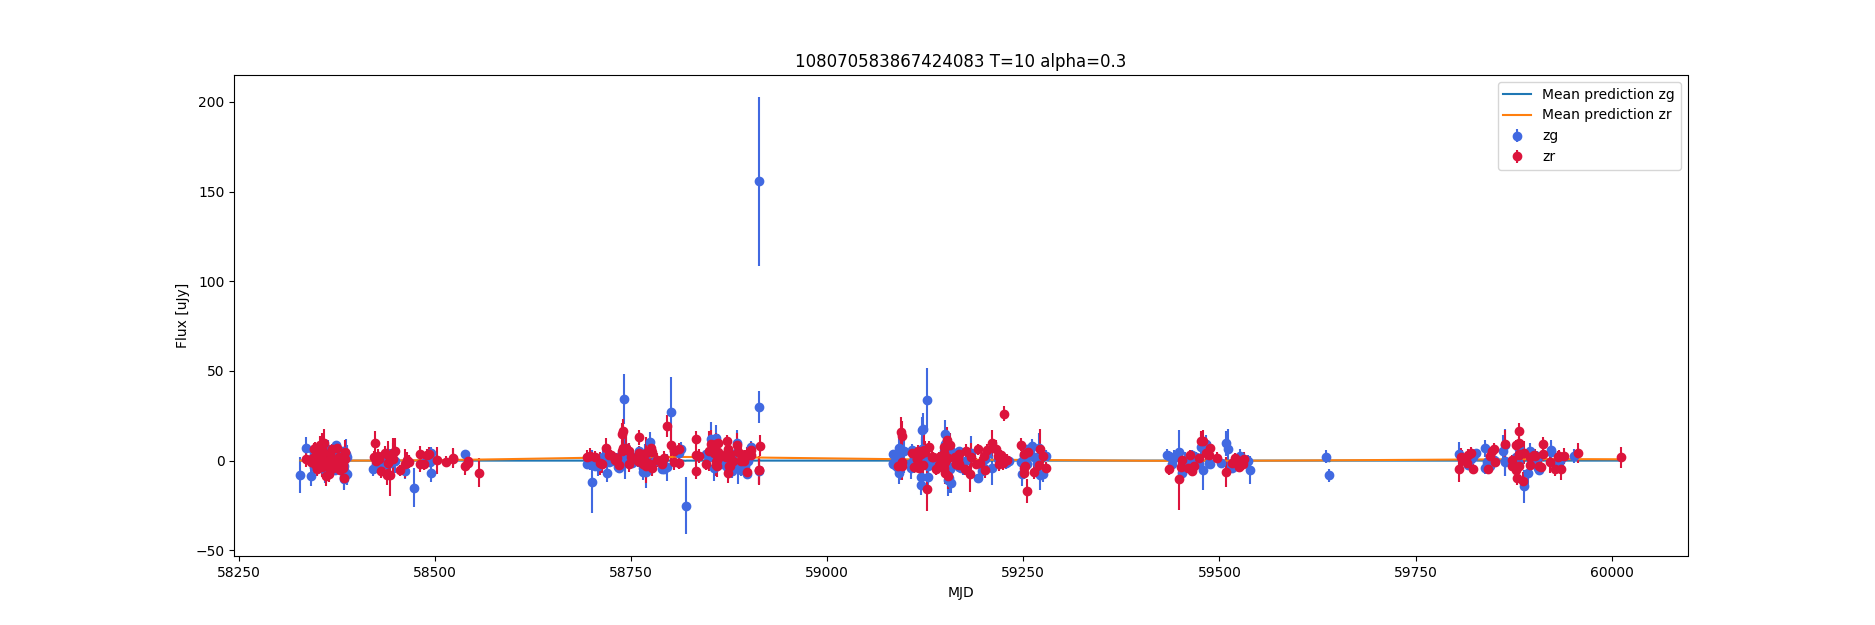 108070583867424083 T=10 alpha=0.3
Mean prediction zg
Mean prediction zr
zg
zr
Flux [uJy]
200
150
100
50
0
−50
58250 58500 58750 59000 59250 59500 59750 60000
MJD